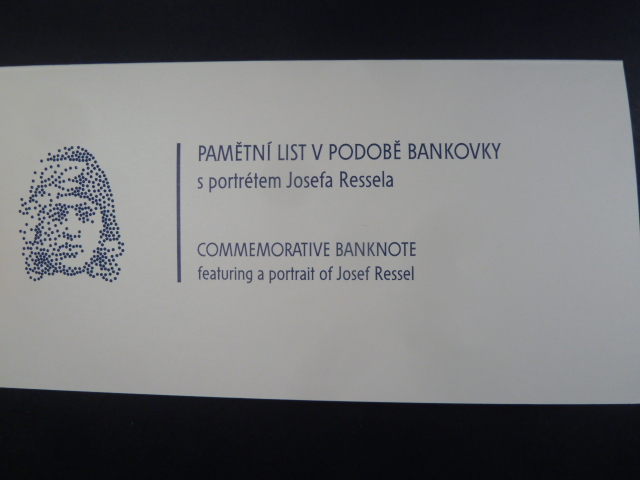 PAMĚTNÍ LIST V PODOBĚ BANKOVKY
s portrétem Josefa Ressela
COMMEMORATIVE BANKNOTE
featuring a portrait of Josef Ressel